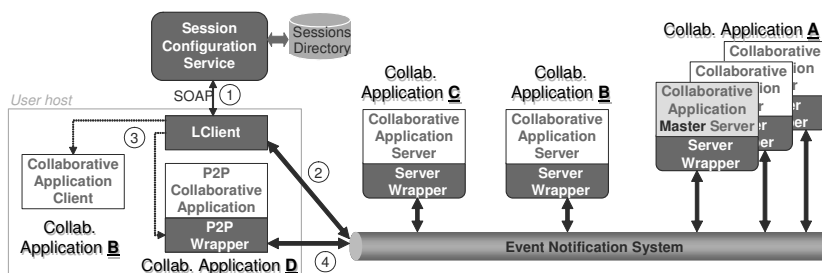 Session
Configuration
Service
Sessions
Directory
SOAP
1
User host
3
LClient
Collaborative
Application
Client
Collab.
Application B
P2P
Collaborative
Application
P2P
Wrapper
Collab. Application D
2
4
Collab.
Application C
Collaborative
Application
Server
Server
Wrapper
Collab.
Application B
Collaborative
Application
Server
Server
Wrapper
Collab. Application A
Collaborative
Collaborative
Collaborative
Application
Master Server
Server
Wrapper
Event Notification System